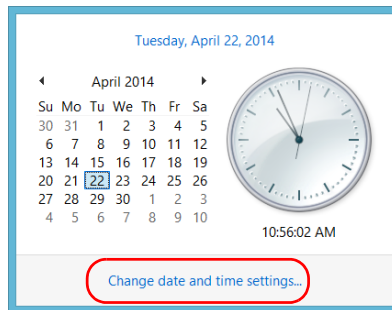 Tuesday, April 22, 2014
April 2014
Su Mo Tu We Th Fr Sa
30 31 1 2 3 4 5
6 7 8 9 10 11 12
13 14 15 16 17 18 19
20 21 22 23 24 25 26
27 28 29 30 1 2 3
4 5 6 7 8 9 10
10:56:02 AM
Change date and time settings...